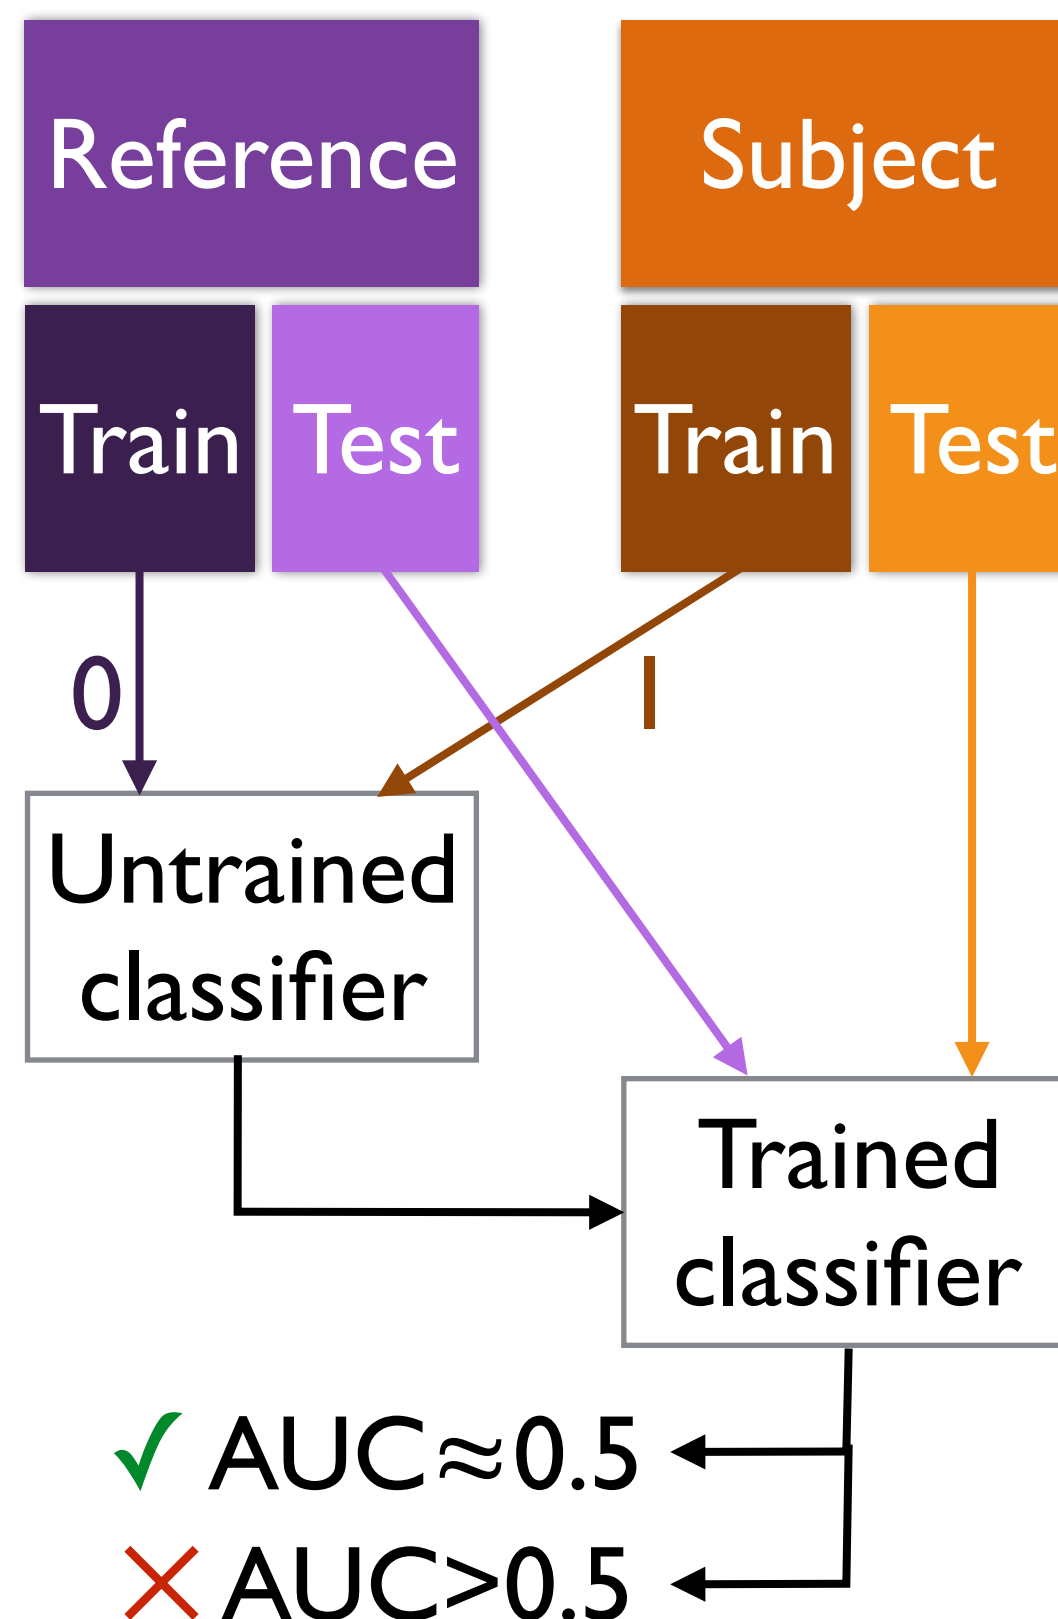 Reference
Subject
Train
Test
Train
Test
0
1
Untrained
classifier
Trained
classifier
✓ AUC≈0.5
× AUC>0.5